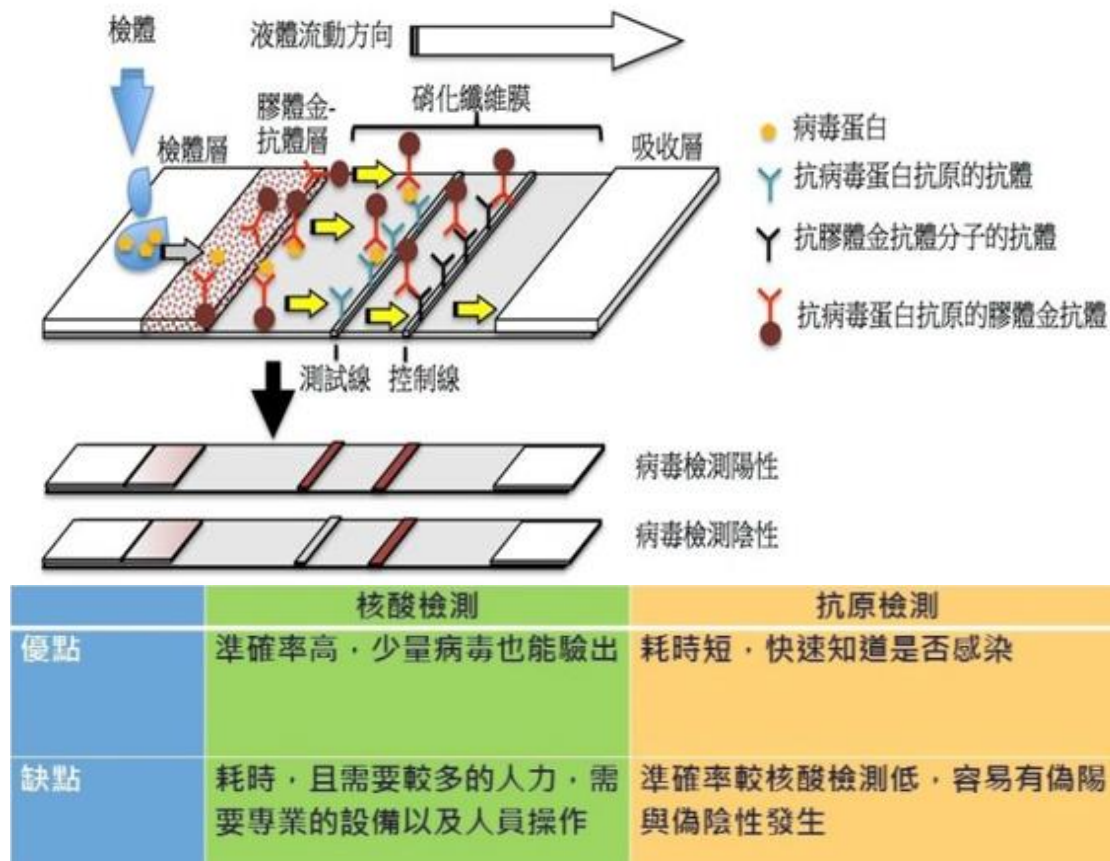 檢體
液體流動方向
膠體金-
抗體層
硝化纖維膜
檢體層
吸收層
病毒蛋白
抗病毒蛋白抗原的抗體
抗膠體金抗體分子的抗體
抗病毒蛋白抗原的膠體金抗體
測試線
控制線
病毒檢測陽性
病毒檢測陰性
核酸檢測
抗原檢測
優點
準確率高，少量病毒也能驗出
耗時短，快速知道是否感染
缺點
耗時，且需要較多的人力，需
要專業的設備以及人員操作
準確率較核酸檢測低，容易有偽陽
與偽陰性發生